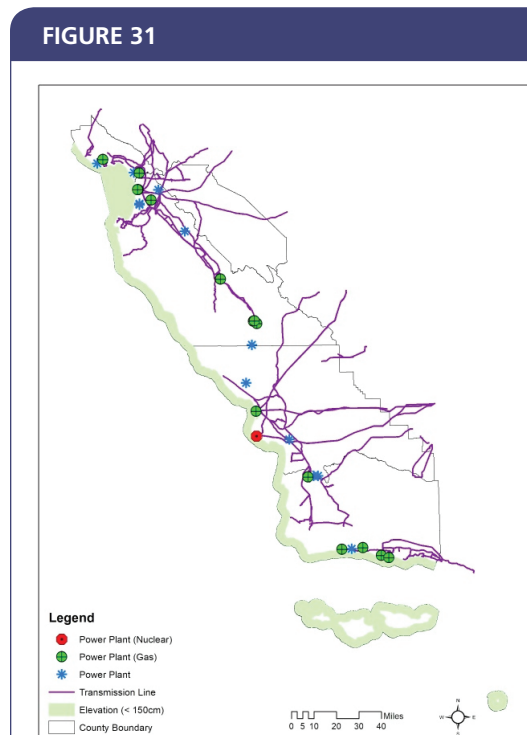 FIGURE 31
Legend
Power Plant (Nuclear)
Power Plant (Gas)
Power Plant
Transmission Line
Elevation (< 150cm)
County Boundary
Miles
0 5 10 20 30 40
N
W E
S